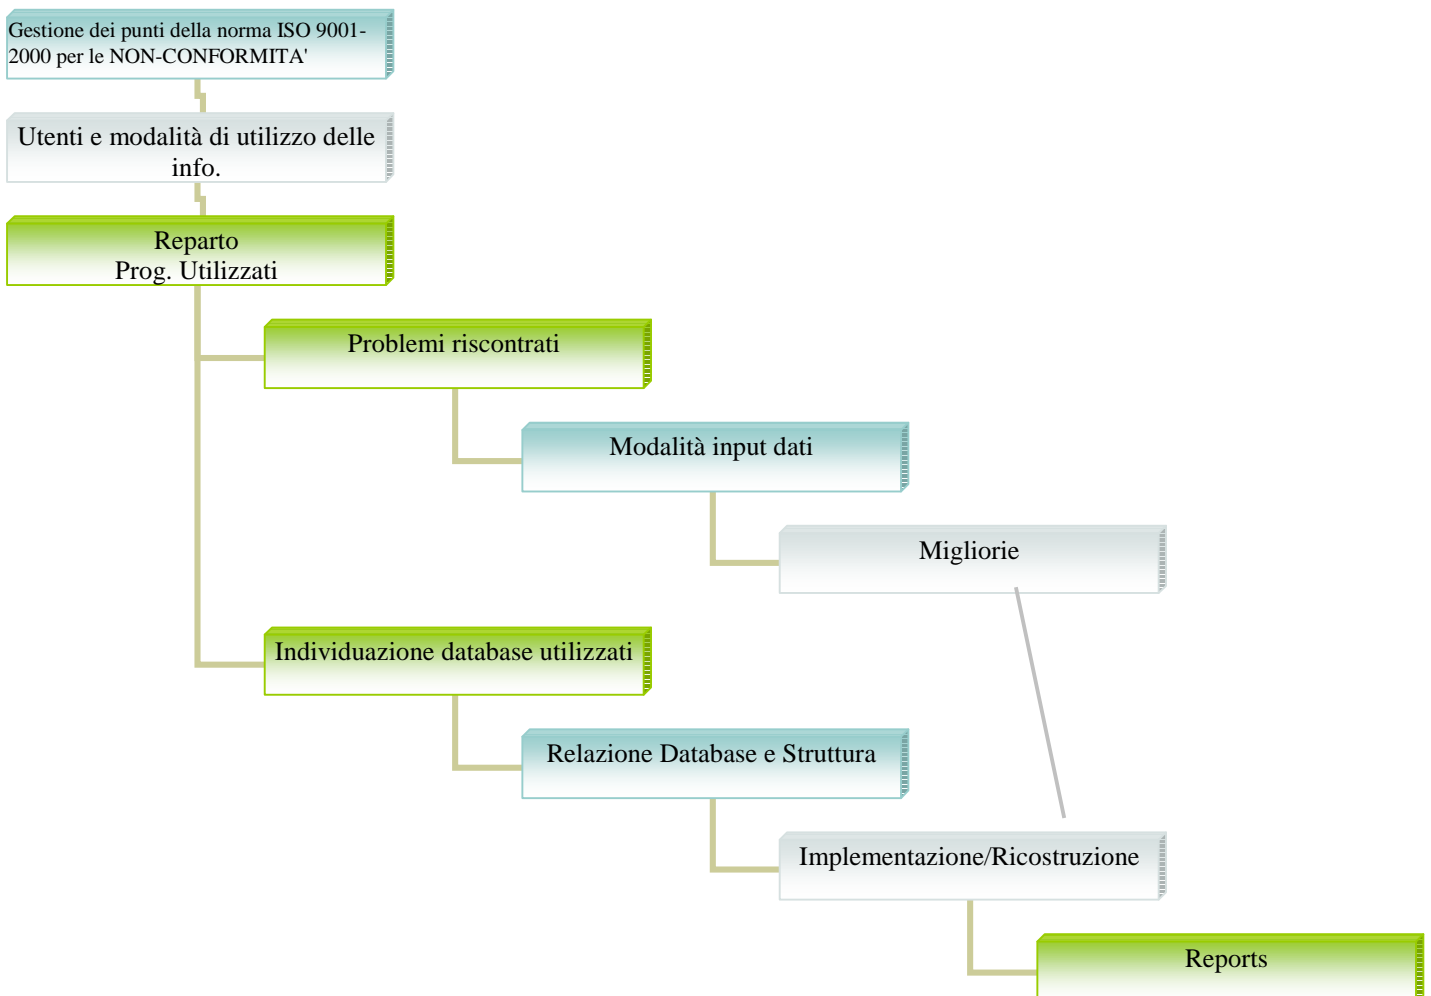 Gestione dei punti della norma ISO 9001-
2000 per le NON-CONFORMITA'
Utenti e modalità di utilizzo delle
info.
Reparto
Prog. Utilizzati
Problemi riscontrati
Modalità input dati
Migliorie
Individuazione database utilizzati
Relazione Database e Struttura
Implementazione/Ricostruzione
Reports